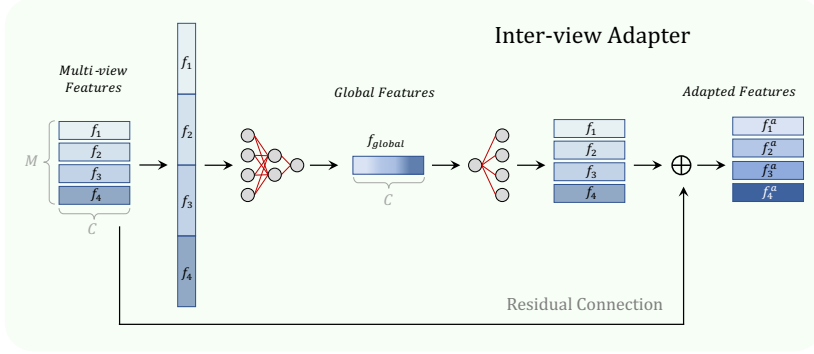 Inter-view Adapter
Multi-view
Features
M
f₁
f₂
f₃
f₄
C
f₁
f₂
f₃
f₄
Global Features
f_global
C
f₁
f₂
f₃
f₄
Adapted Features
f₁ᵃ
f₂ᵃ
f₃ᵃ
f₄ᵃ
Residual Connection